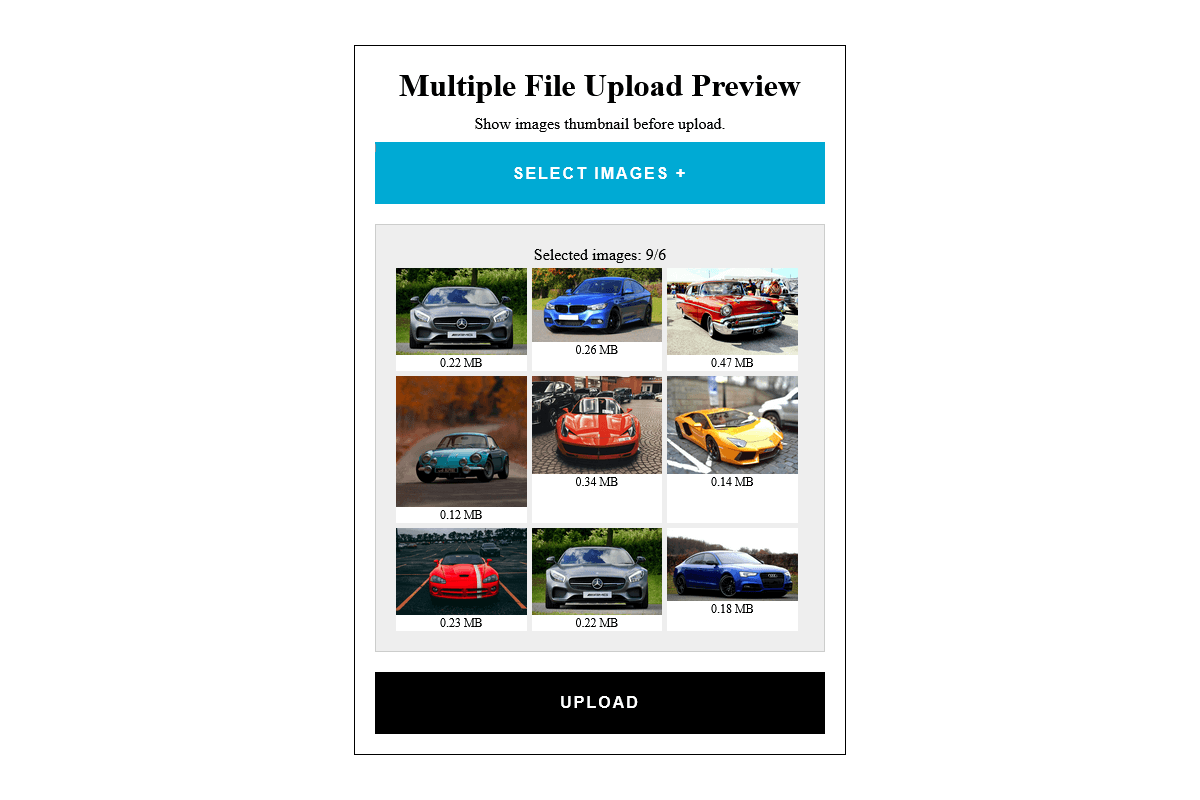 Multiple File Upload Preview
Show images thumbnail before upload.
SELECT IMAGES +
Selected images: 9/6
0.22 MB
0.26 MB
0.47 MB
0.12 MB
0.34 MB
0.14 MB
0.23 MB
0.22 MB
0.18 MB
UPLOAD